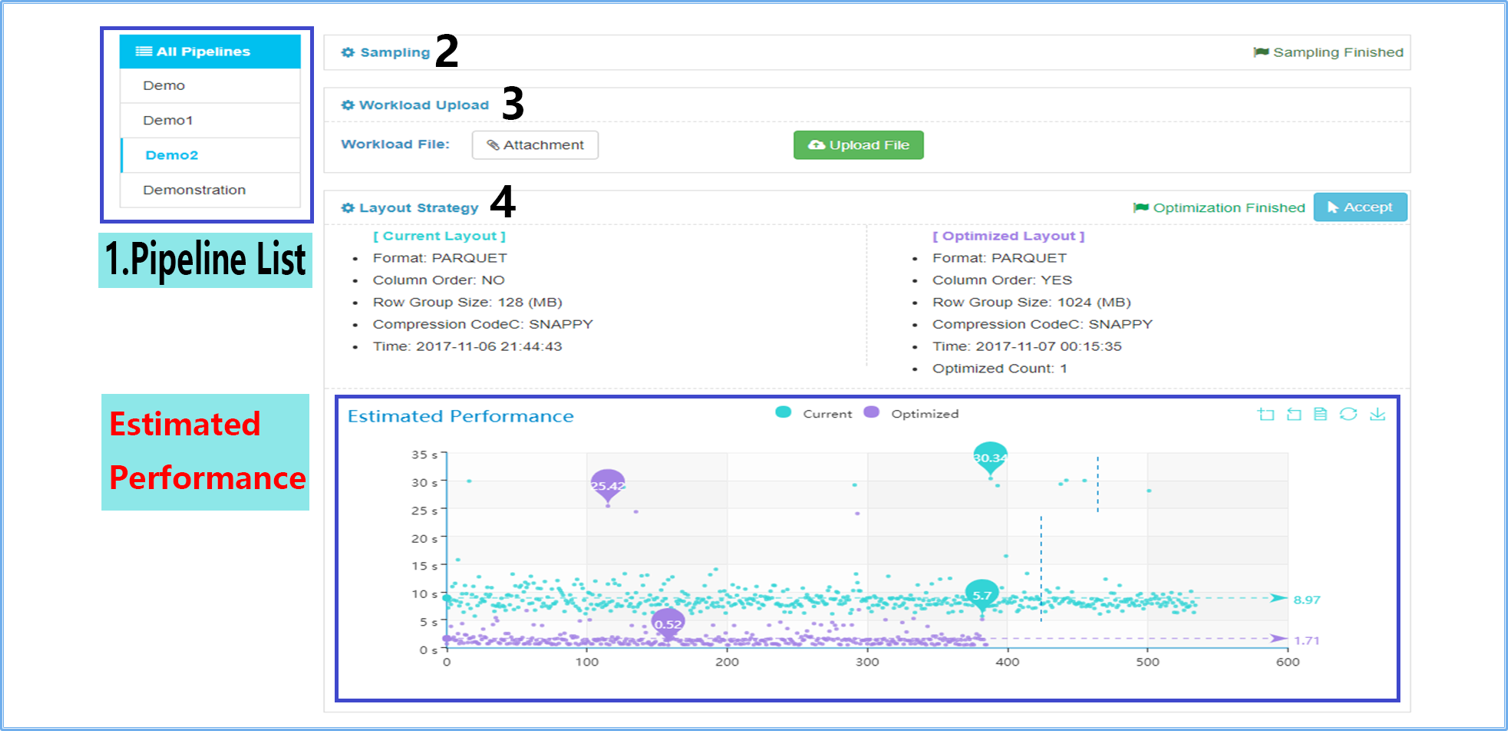 All Pipelines
Demo
Demo1
Demo2
Demonstration
1.Pipeline List
Estimated
Performance
Sampling 2
Sampling Finished
Workload Upload 3
Workload File: Attachment Upload File
Layout Strategy 4
Optimization Finished Accept
[ Current Layout ]
Format: PARQUET
Column Order: NO
Row Group Size: 128 (MB)
Compression CodeC: SNAPPY
Time: 2017-11-06 21:44:43
[ Optimized Layout ]
Format: PARQUET
Column Order: YES
Row Group Size: 1024 (MB)
Compression CodeC: SNAPPY
Time: 2017-11-07 00:15:35
Optimized Count: 1
Estimated Performance
Current Optimized
35 s
30 s
25 s
20 s
15 s
10 s
5 s
0 s
30.34
25.42
5.7
0.52
8.97
1.71
0 100 200 300 400 500 600